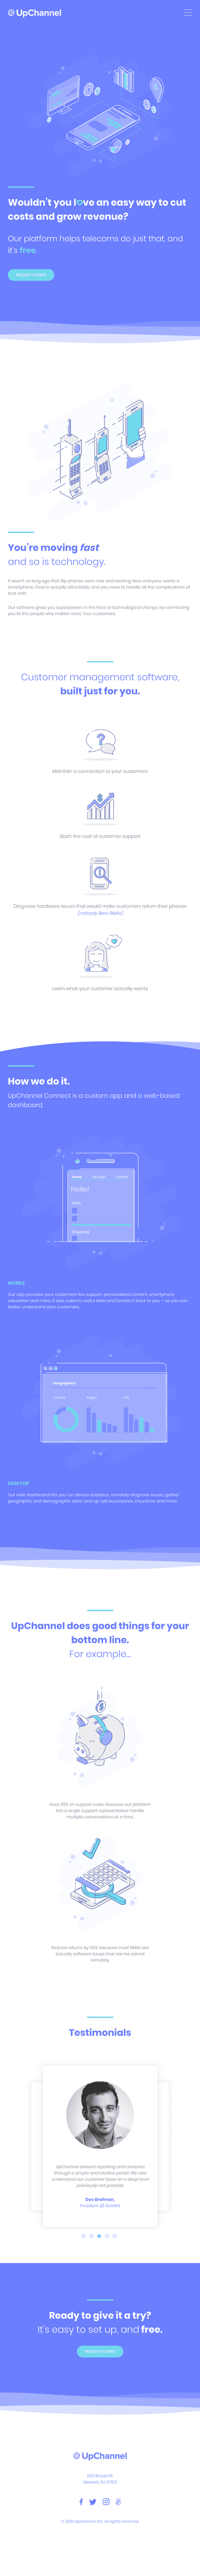 UpChannel
Wouldn't you love an easy way to cut
costs and grow revenue?
Our platform helps telecoms do just that, and
it's free.
REQUEST A DEMO
You're moving fast
and so is technology.
It wasn't so long ago that flip phones were new and exciting. Now everyone wants a
smartphone, they're actually affordable, and you need to handle all the complications of
that shift.
Our software gives you superpowers in the face of technological change, by connecting
you to the people who matter most: Your customers.
Customer management software,
built just for you.
Maintain a connection to your customers
Slash the cost of customer support
Diagnose hardware issues that would make customers return their phones
(nobody likes RMAs)
Learn what your customer actually wants
How we do it.
UpChannel Connect is a custom app and a web-based
dashboard.
Home
Support
Hello!
Apps
Shopping
MOBILE
Our app provides your customers live support, personalized content, smartphone
education and more. It also collects useful data and funnels it back to you — so you can
better understand your customers.
Geographics
Country
Region
City
DESKTOP
Our web dashboard lets you run device analytics, remotely diagnose issues, gather
geographic and demographic data, and up-sell accessories, insurance and more.
UpChannel does good things for your
bottom line.
For example...
Save
on support costs, because our platform
lets a single support representative handle
multiple conversations at a time.
Reduce returns by
because most RMAs are
actually software issues that can be solved
remotely.
Testimonials
UpChannel delivers reporting and analytics
through a simple and intuitive portal. We now
understand our customer base on a deep level
previously not possible.
Dov Brafman,
President @
Ready to give it a try?
It's easy to set up, and free.
REQUEST A DEMO
UpChannel
Broad St
Newark, NJ 07102
© 2018 UpChannel, Inc. All rights reserved.